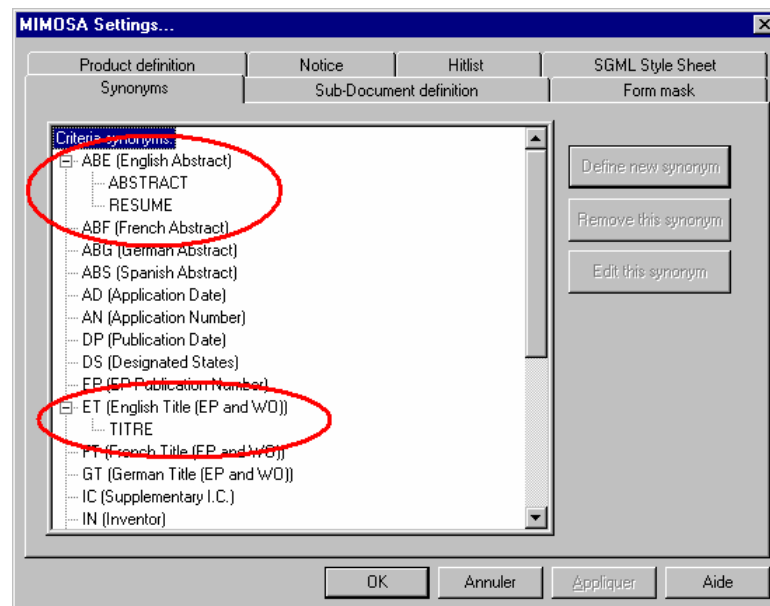 MIMOSA Settings...
Product definition
Notice
Hitlist
SGML Style Sheet
Synonyms
Sub-Document definition
Form mask
Criteria synonyms:
ABE (English Abstract)
ABSTRACT
RESUME
ABF (French Abstract)
ABG (German Abstract)
ABS (Spanish Abstract)
AD (Application Date)
AN (Application Number)
DP (Publication Date)
DS (Designated States)
EP (EP Publication Number)
ET (English Title (EP and WO))
TITRE
FT (French Title (EP and WO))
GT (German Title (EP and WO))
IC (Supplementary I.C.)
IN (Inventor)
Define new synonym
Remove this synonym
Edit this synonym
OK
Annuler
Appliquer
Aide